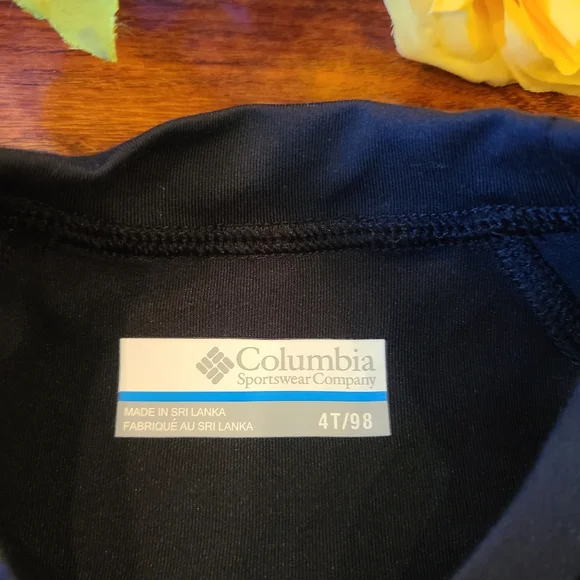 Columbia
Sportswear Company
MADE IN SRI LANKA
FABRIQUÉ AU SRI LANKA
4T/98